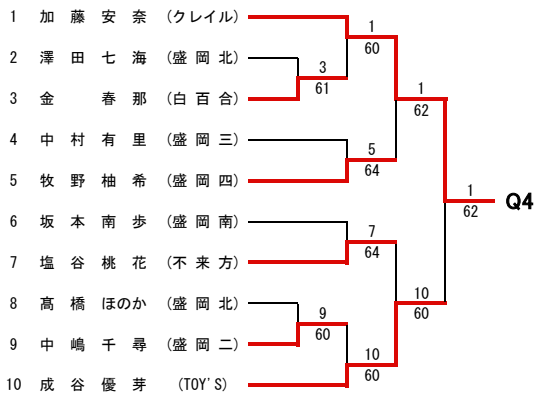 1 加 藤 安 奈 (クレイル)
2 澤 田 七 海 (盛 岡 北)
3 金 春 那 (白 百 合)
4 中 村 有 里 (盛 岡 三)
5 牧 野 柚 希 (盛 岡 四)
6 坂 本 南 歩 (盛 岡 南)
7 塩 谷 桃 花 (不 来 方)
8 髙 橋 ほのか (盛 岡 北)
9 中 嶋 千 尋 (盛 岡 二)
10 成 谷 優 芽 (TOY'S)
3
61
9
60
1
60
5
64
7
64
10
60
1
62
10
60
1
62
Q4